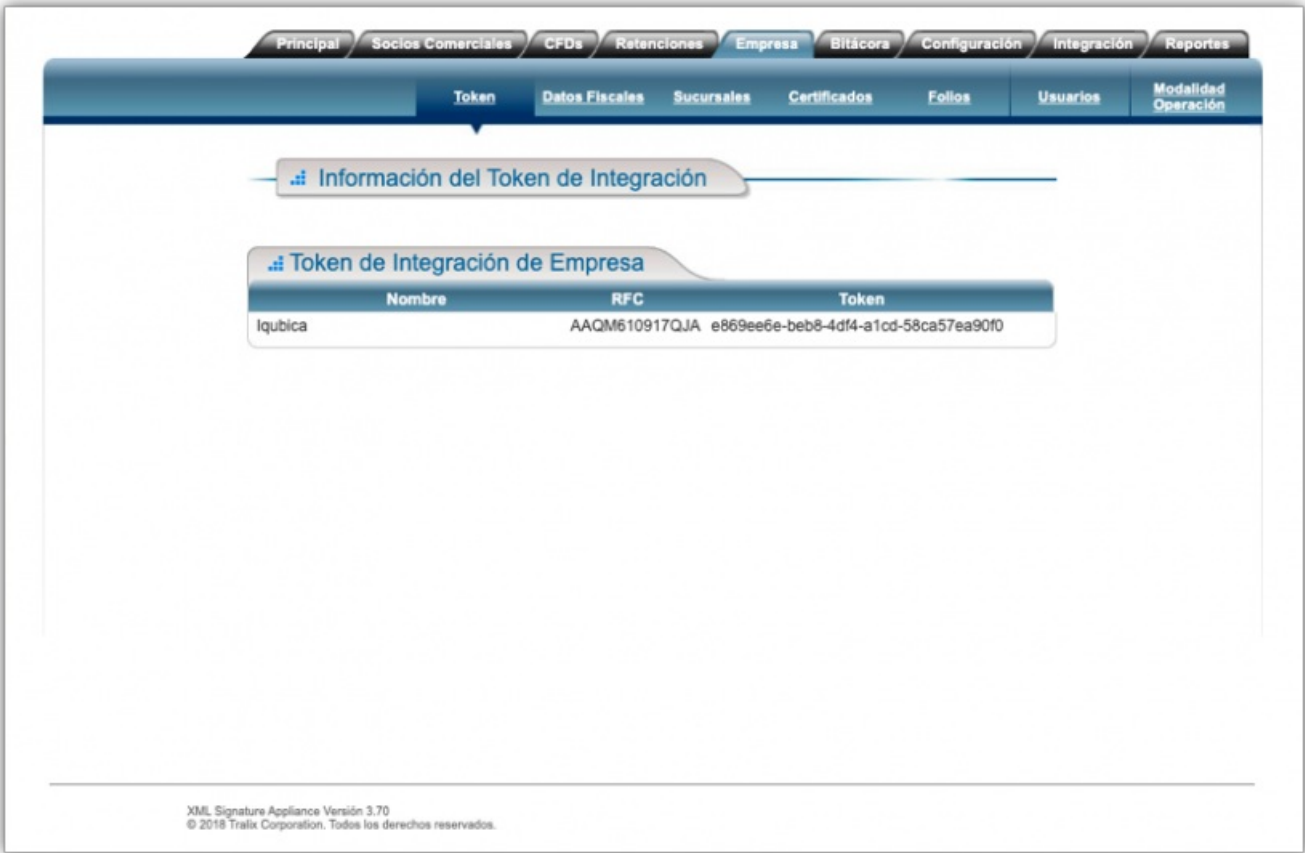 Principal Socios Comerciales CFDs Retenciones Empresa Bitácora Configuración Integración Reportes
Token Datos Fiscales Sucursales Certificados Folios Usuarios Modalidad Operación
Información del Token de Integración
Token de Integración de Empresa
Nombre RFC Token
Iqubica AAQM610917QJA e869ee6e-beb8-4df4-a1cd-58ca57ea90f0
XML Signature Appliance Versión 3.70
© 2018 Tralix Corporation. Todos los derechos reservados.